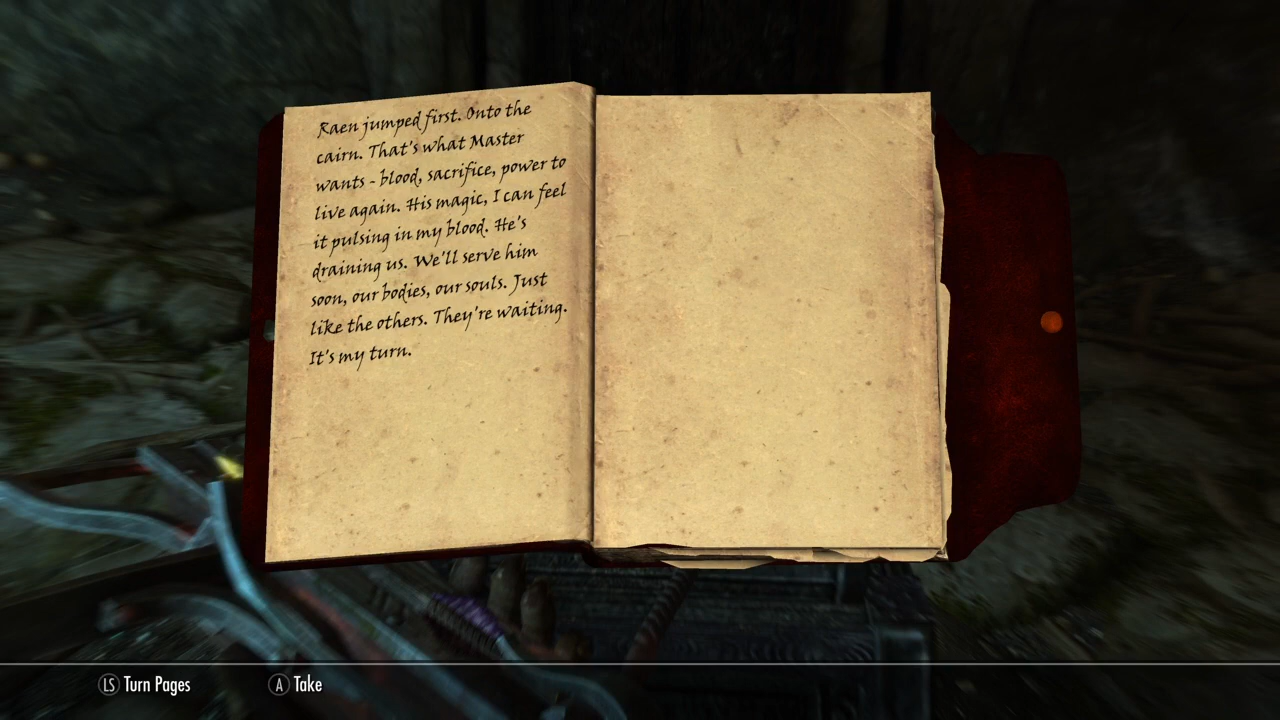 Raen jumped first. Onto the
cairn. That's what Master
wants - blood, sacrifice, power to
live again. His magic, I can feel
it pulsing in my blood. He's
draining us. We'll serve him
soon, our bodies, our souls. Just
like the others. They're waiting.
It's my turn.
LS Turn Pages
A Take